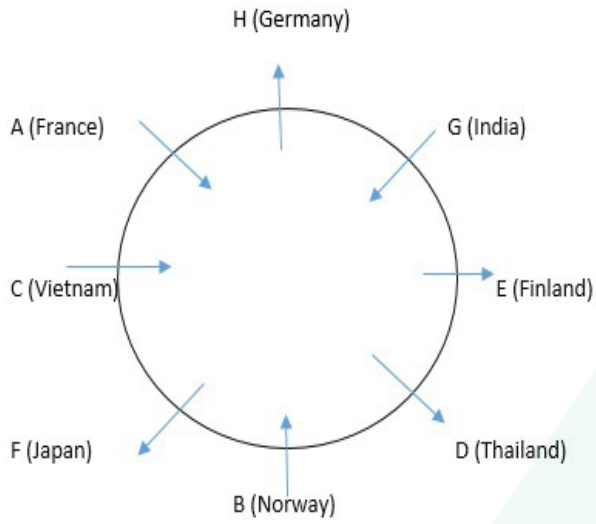 H (Germany)
A (France)
G (India)
C (Vietnam)
E (Finland)
F (Japan)
D (Thailand)
B (Norway)